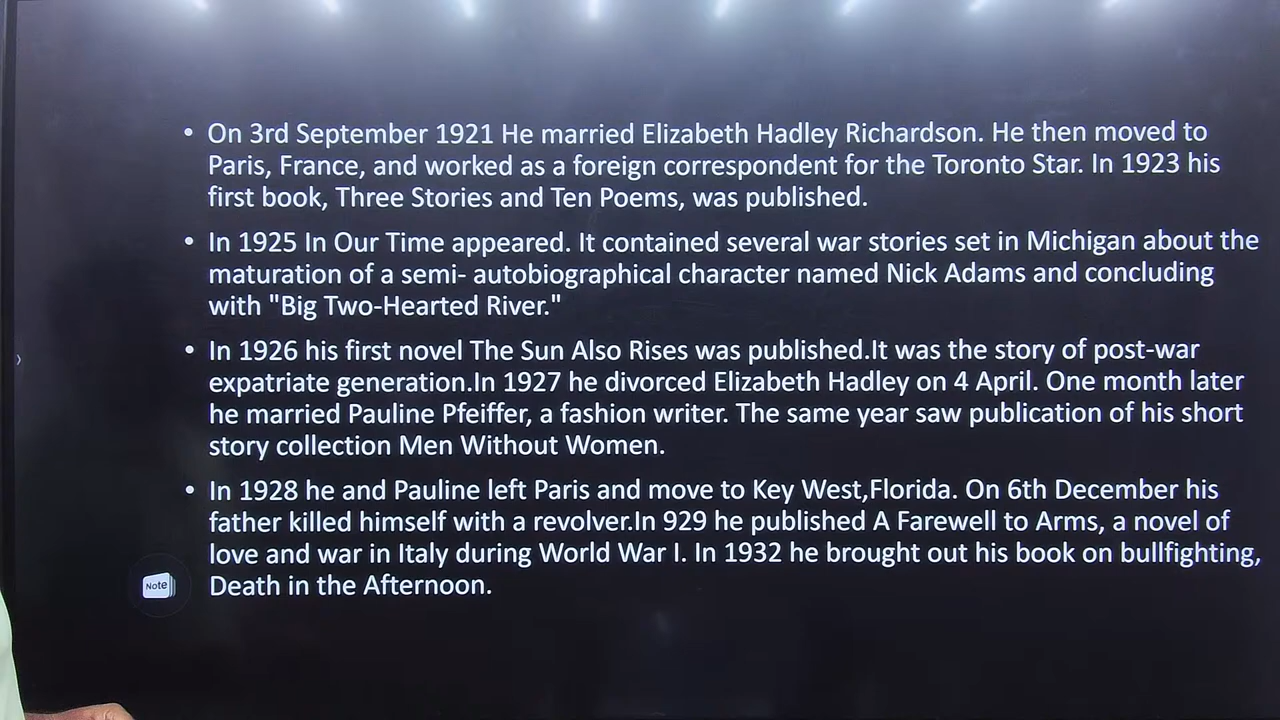 • On 3rd September 1921 He married Elizabeth Hadley Richardson. He then moved to
Paris, France, and worked as a foreign correspondent for the Toronto Star. In 1923 his
first book, Three Stories and Ten Poems, was published.
• In 1925 In Our Time appeared. It contained several war stories set in Michigan about the
maturation of a semi- autobiographical character named Nick Adams and concluding
with "Big Two-Hearted River."
• In 1926 his first novel The Sun Also Rises was published.It was the story of post-war
expatriate generation.In 1927 he divorced Elizabeth Hadley on 4 April. One month later
he married Pauline Pfeiffer, a fashion writer. The same year saw publication of his short
story collection Men Without Women.
• In 1928 he and Pauline left Paris and move to Key West,Florida. On 6th December his
father killed himself with a revolver.In 929 he published A Farewell to Arms, a novel of
love and war in Italy during World War I. In 1932 he brought out his book on bullfighting,
Death in the Afternoon.
Note